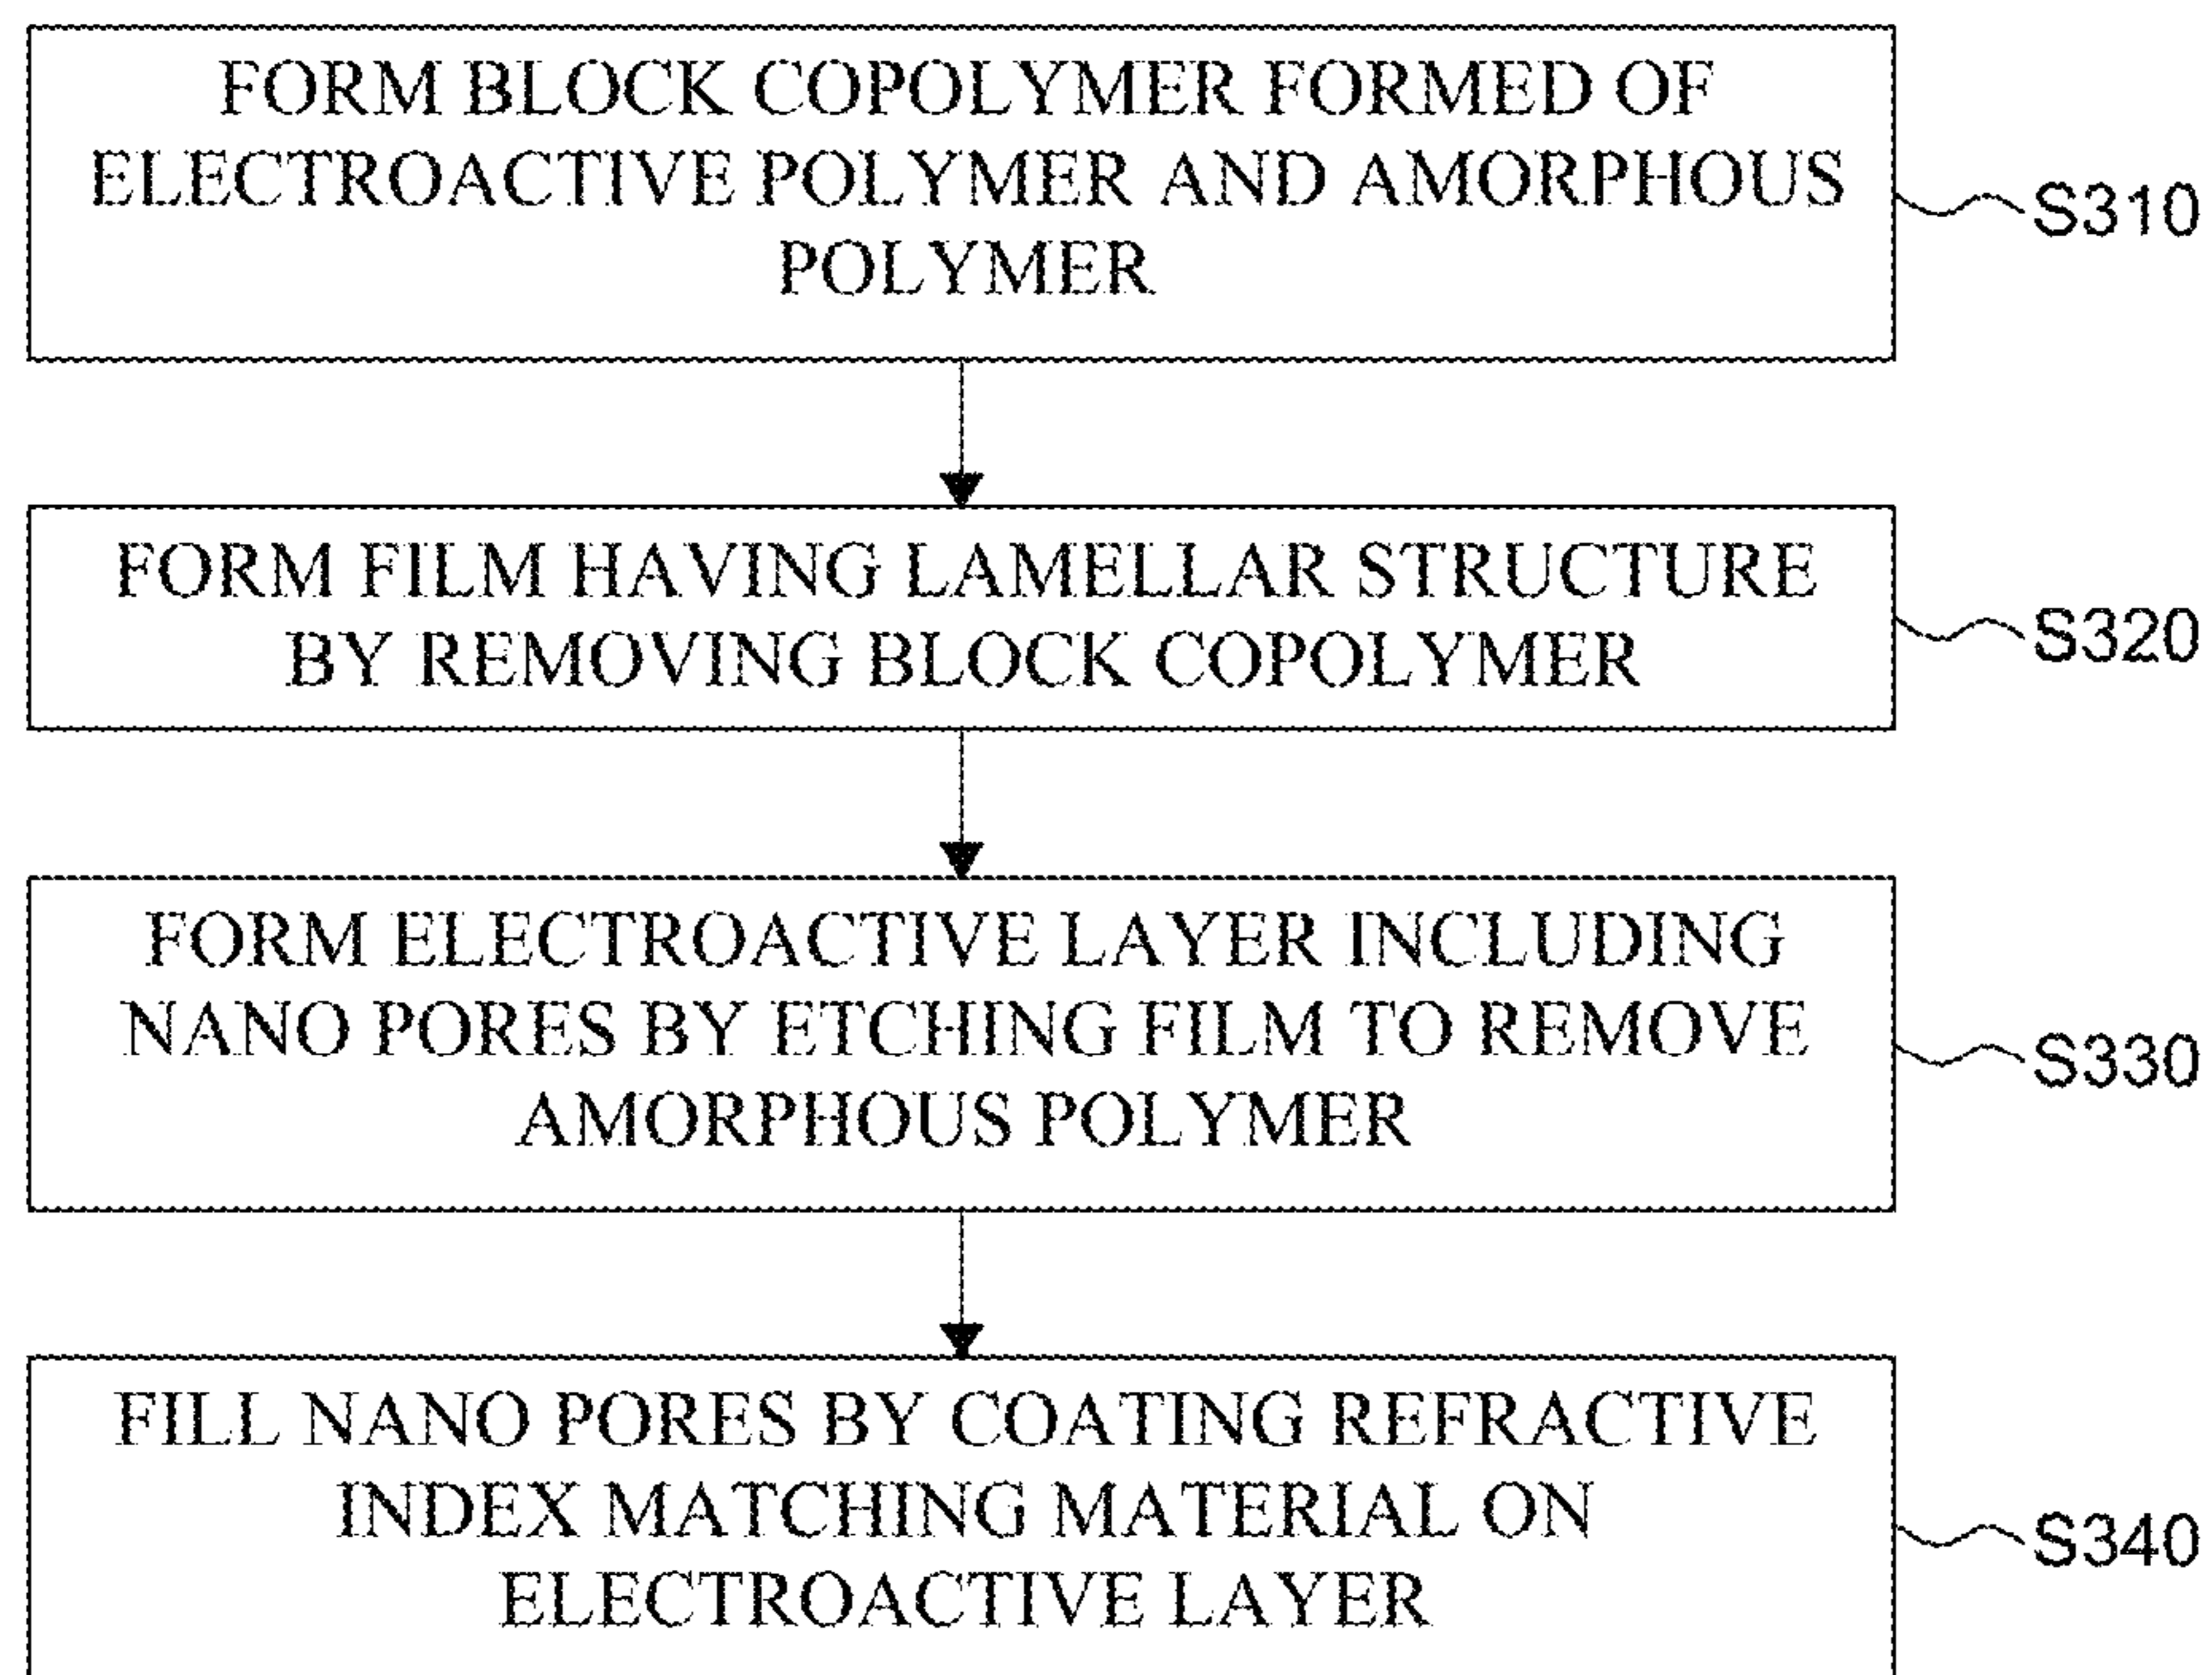 FORM BLOCK COPOLYMER FORMED OF
ELECTROACTIVE POLYMER AND AMORPHOUS
POLYMER
S310
FORM FILM HAVING LAMELLAR STRUCTURE
BY REMOVING BLOCK COPOLYMER
S320
FORM ELECTROACTIVE LAYER INCLUDING
NANO PORES BY ETCHING FILM TO REMOVE
AMORPHOUS POLYMER
S330
FILL NANO PORES BY COATING REFRACTIVE
INDEX MATCHING MATERIAL ON
ELECTROACTIVE LAYER
S340